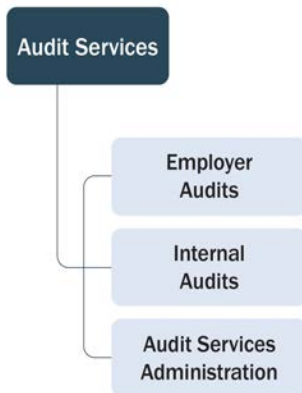 Audit Services
Employer
Audits
Internal
Audits
Audit Services
Administration